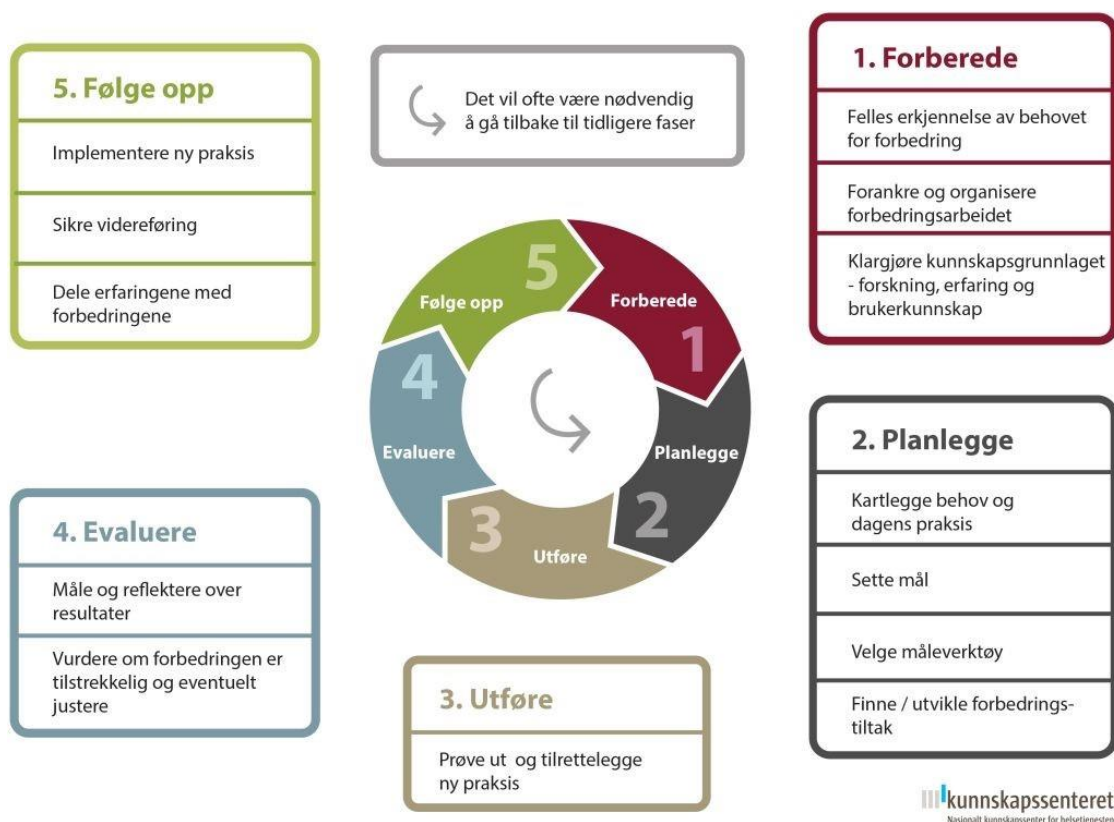 5. Følge opp
Implementere ny praksis
Sikre videreføring
Dele erfaringene med
forbedringene
Det vil ofte være nødvendig
å gå tilbake til tidligere faser
1. Forberede
Felles erkjennelse av behovet
for forbedring
Forankre og organisere
forbedringsarbeidet
Klargjøre kunnskapsgrunnlaget
- forskning, erfaring og
brukerkunnskap
5
Følge opp
Forberede
1
4
Evaluere
Planlegge
2
3
Utføre
2. Planlegge
Kartlegge behov og
dagens praksis
Sette mål
Velge måleverktøy
Finne / utvikle forbedrings-
tiltak
4. Evaluere
Måle og reflektere over
resultater
Vurdere om forbedringen er
tilstrekkelig og eventuelt
justere
3. Utføre
Prøve ut og tilrettelegge
ny praksis
kunnskapssenteret
Nasjonalt kunnskapssenter for helsetjenesten